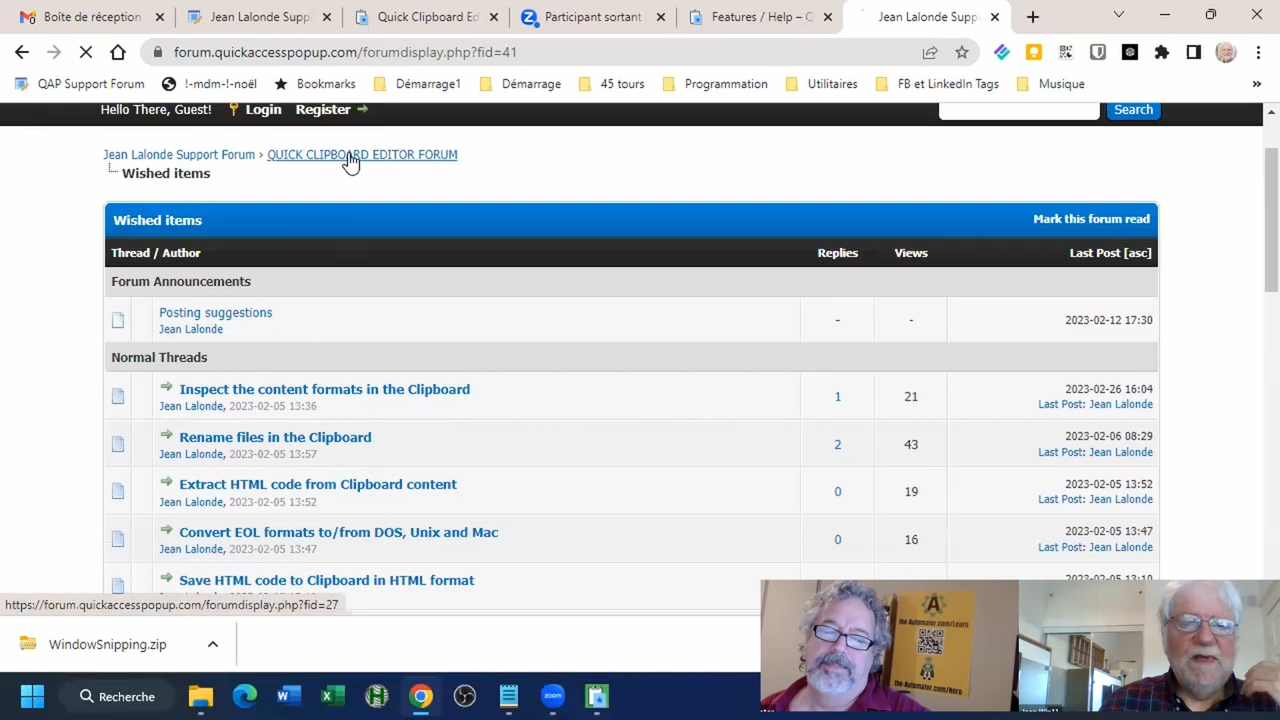 Boîte de réception
Jean Lalonde Supp
Quick Clipboard Ed
Participant sortant
Features / Help – Q
Jean Lalonde Supp
forum.quickaccesspopup.com/forumdisplay.php?fid=41
QAP Support Forum
!-mdm-!-noël
Bookmarks
Démarrage1
Démarrage
45 tours
Programmation
Utilitaires
FB et LinkedIn Tags
Musique
»
Hello There, Guest! Login Register
Search
Jean Lalonde Support Forum › QUICK CLIPBOARD EDITOR FORUM
Wished items
Wished items Mark this forum read
Thread / Author Replies Views Last Post [asc]
Forum Announcements
Posting suggestions - - 2023-02-12 17:30
Jean Lalonde
Normal Threads
Inspect the content formats in the Clipboard 1 21 2023-02-26 16:04
Jean Lalonde, 2023-02-05 13:36 Last Post: Jean Lalonde
Rename files in the Clipboard 2 43 2023-02-06 08:29
Jean Lalonde, 2023-02-05 13:57 Last Post: Jean Lalonde
Extract HTML code from Clipboard content 0 19 2023-02-05 13:52
Jean Lalonde, 2023-02-05 13:52 Last Post: Jean Lalonde
Convert EOL formats to/from DOS, Unix and Mac 0 16 2023-02-05 13:47
Jean Lalonde, 2023-02-05 13:47 Last Post: Jean Lalonde
Save HTML code to Clipboard in HTML format
https://forum.quickaccesspopup.com/forumdisplay.php?fid=27
WindowSnipping.zip
the-Automator.com/Learn
the-Automator.com/Hero
Recherche
zoom